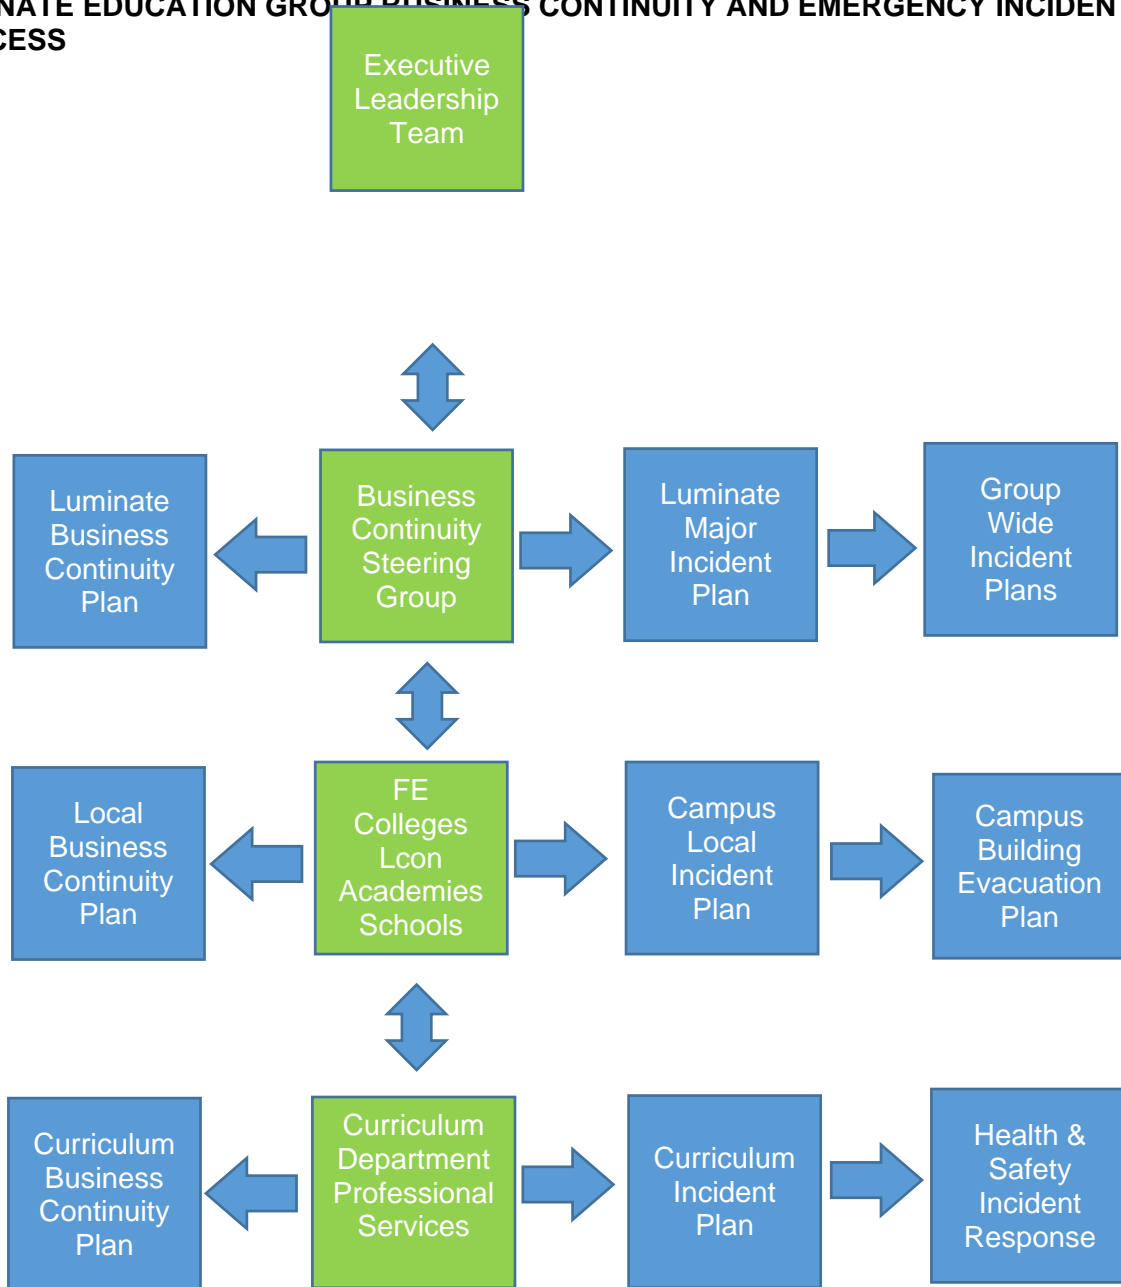 NATE EDUCATION GROUP BUSINESS CONTINUITY AND EMERGENCY INCIDEN
CESS
Executive
Leadership
Team
Luminate
Business
Continuity
Plan
Business
Continuity
Steering
Group
Luminate
Major
Incident
Plan
Group
Wide
Incident
Plans
Local
Business
Continuity
Plan
FE
Colleges
Lcon
Academies
Schools
Campus
Local
Incident
Plan
Campus
Building
Evacuation
Plan
Curriculum
Business
Continuity
Plan
Curriculum
Department
Professional
Services
Curriculum
Incident
Plan
Health &
Safety
Incident
Response